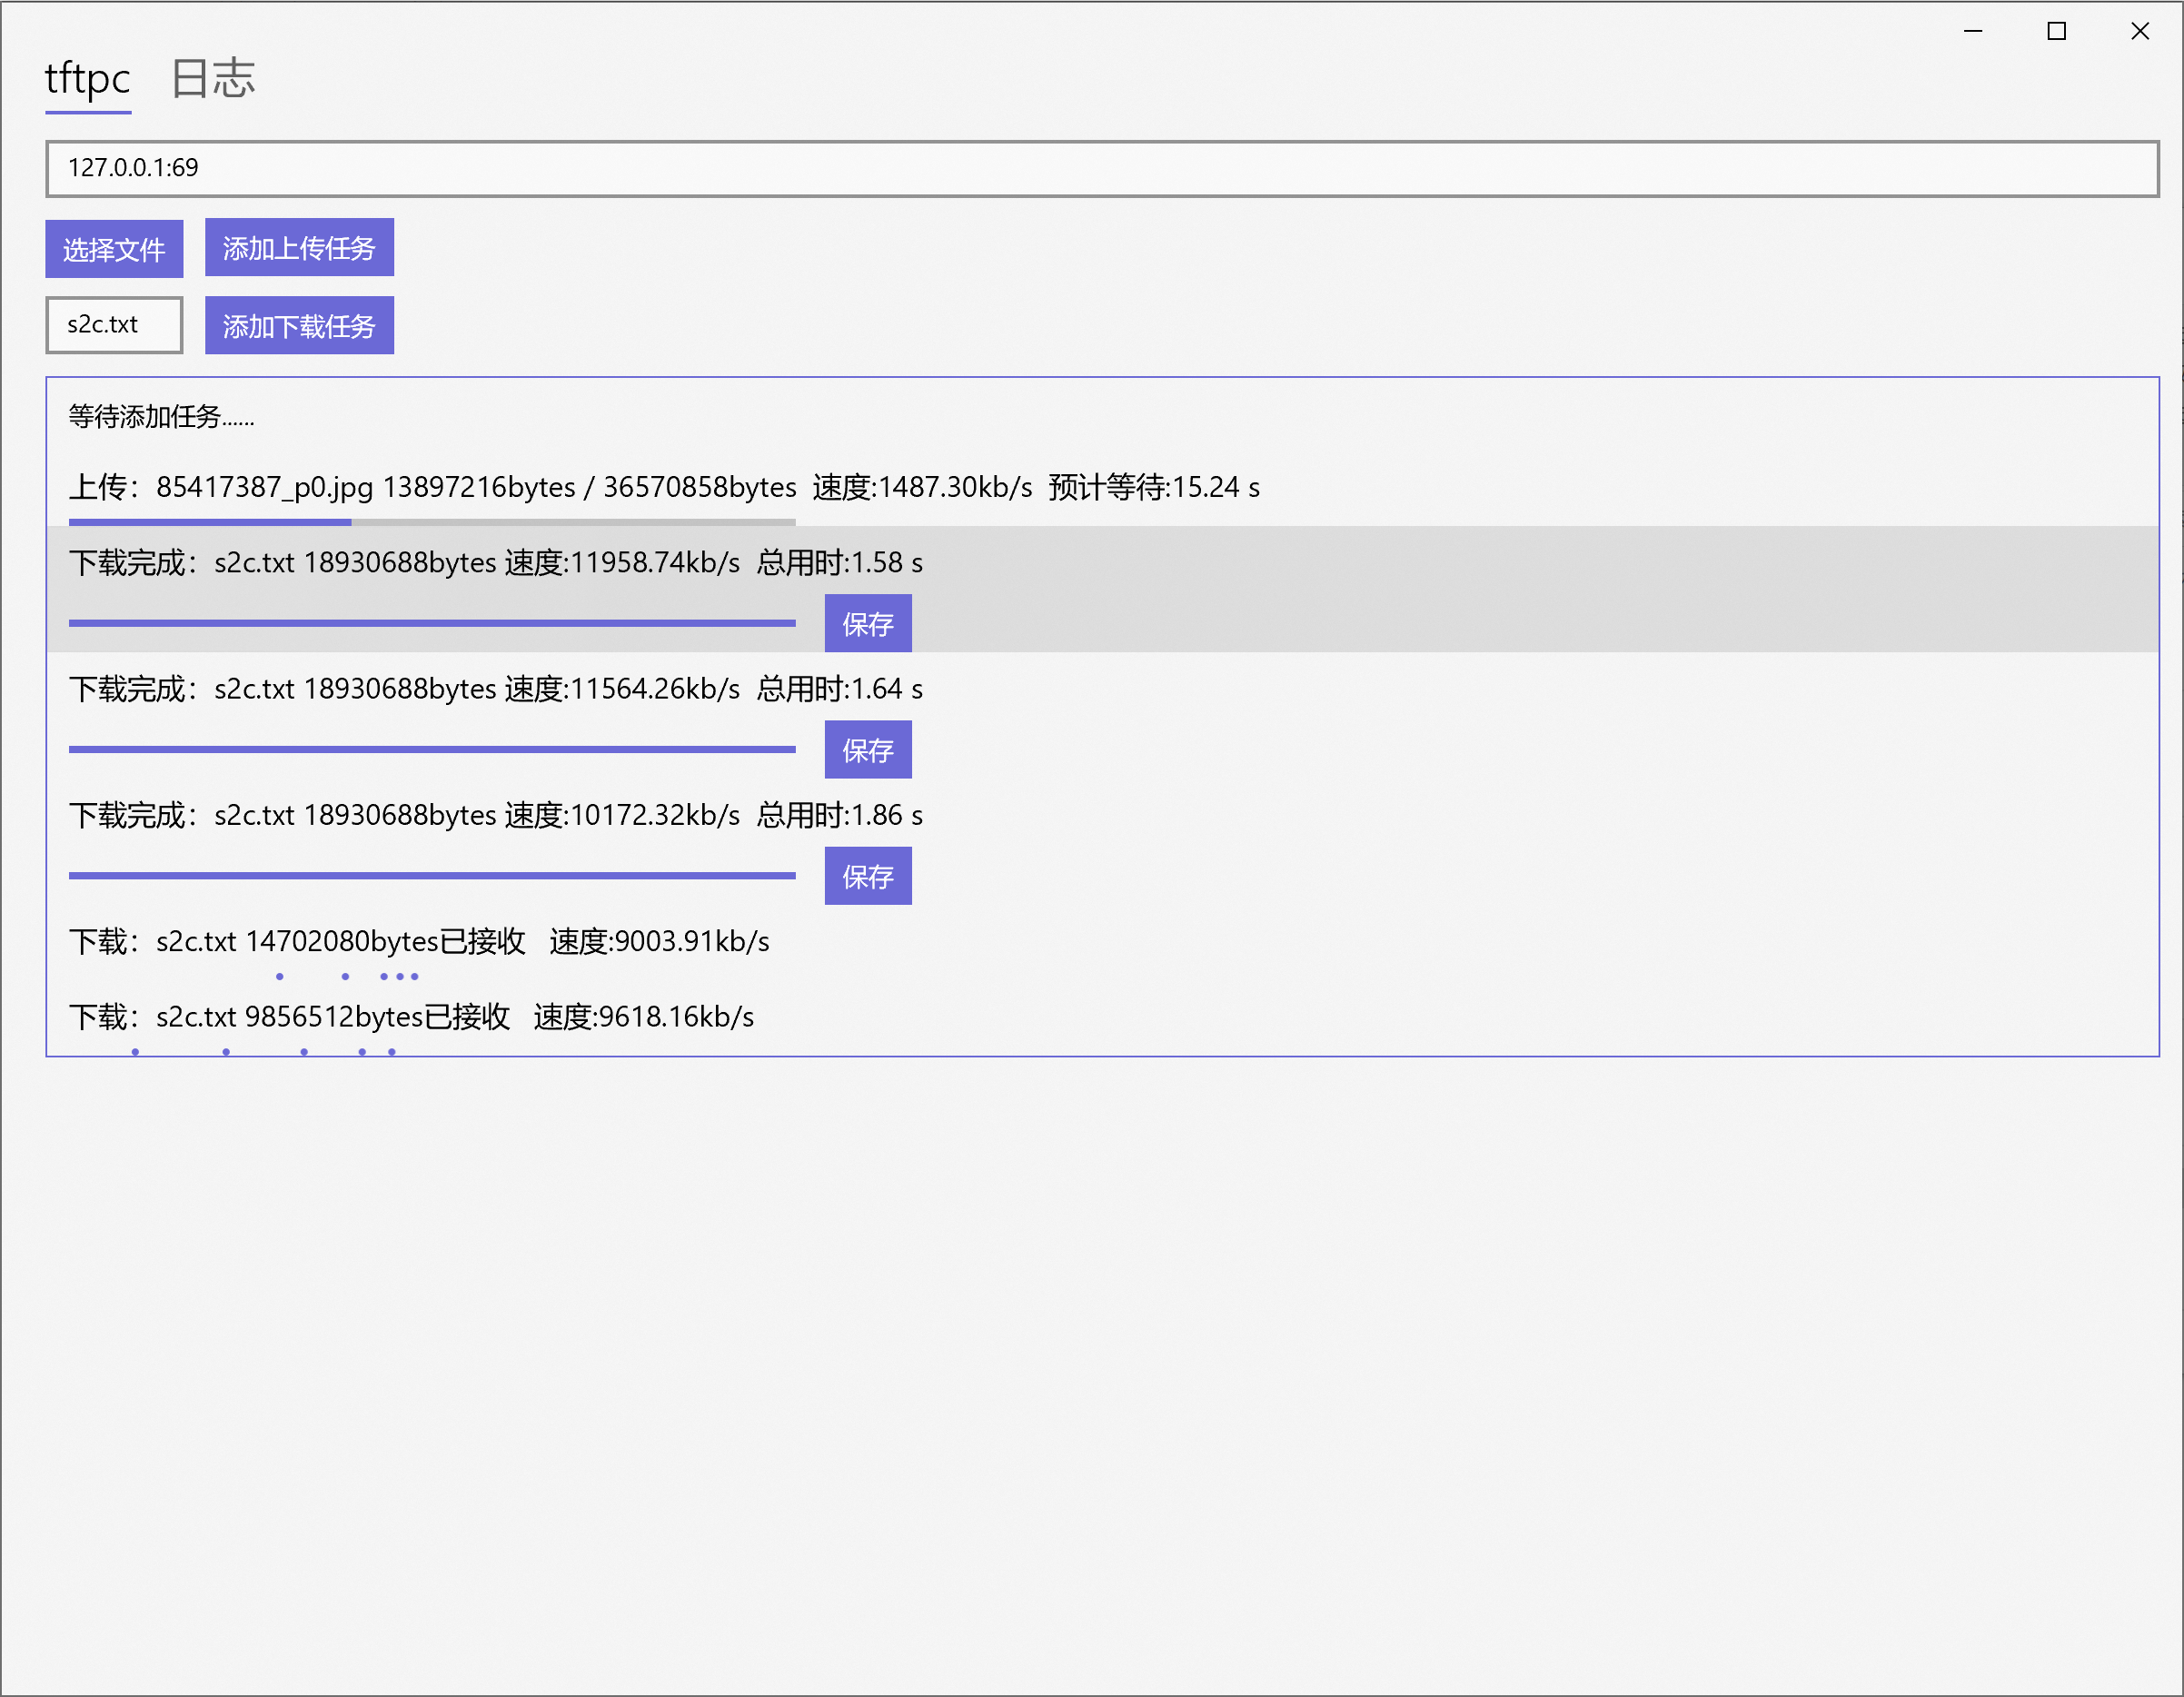 tftpc 日志
127.0.0.1:69
选择文件 添加上传任务
s2c.txt 添加下载任务
等待添加任务......
上传：85417387_p0.jpg 13897216bytes / 36570858bytes 速度:1487.30kb/s 预计等待:15.24 s
下载完成：s2c.txt 18930688bytes 速度:11958.74kb/s 总用时:1.58 s
保存
下载完成：s2c.txt 18930688bytes 速度:11564.26kb/s 总用时:1.64 s
保存
下载完成：s2c.txt 18930688bytes 速度:10172.32kb/s 总用时:1.86 s
保存
下载：s2c.txt 14702080bytes已接收 速度:9003.91kb/s
下载：s2c.txt 9856512bytes已接收 速度:9618.16kb/s